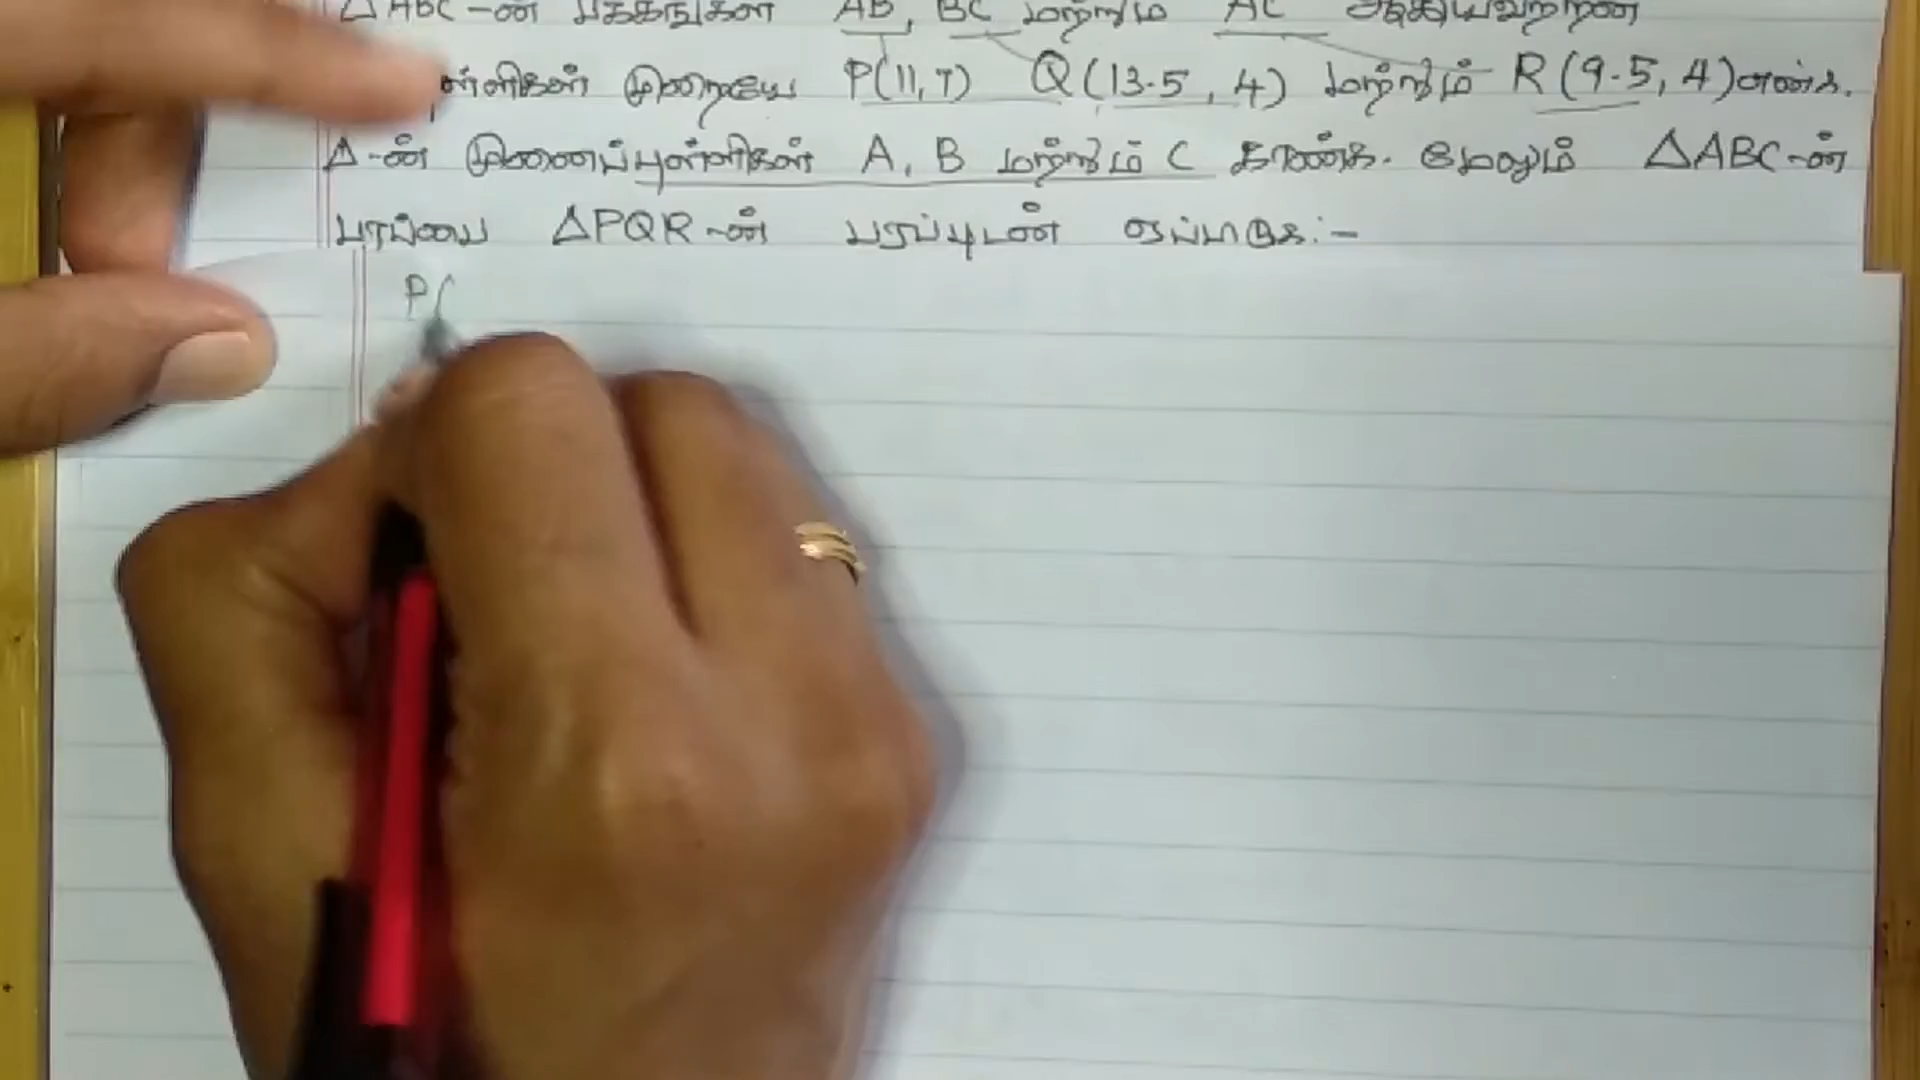 ΔABC-ன் பக்கங்கள் AB, BC மற்றும் AC ஆகியவற்றின்
ள்ளிகள் முறையே P(11,7) Q(13.5, 4) மற்றும் R(9.5, 4)என்க.
Δ-ன் முனைப்புள்ளிகள் A, B மற்றும் C காண்க. மேலும் ΔABC-ன்
பரப்பை ΔPQR-ன் பரப்புடன் ஒப்பிடுக:-
P(